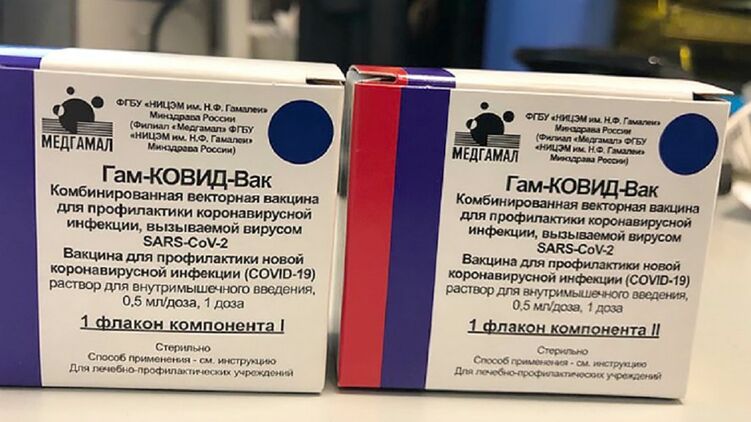 МЕДГАМАЛ
ФГБУ «НИЦЭМ им. Н.Ф. Гамалеи»
Минздрава России
(Филиал «Медгамал» ФГБУ
«НИЦЭМ им. Н.Ф. Гамалеи»
Минздрава России)
Гам-КОВИД-Вак
Комбинированная векторная вакцина
для профилактики коронавирусной
инфекции, вызываемой вирусом
SARS-CoV-2
Вакцина для профилактики новой
коронавирусной инфекции (COVID-19)
раствор для внутримышечного введения,
0,5 мл/доза, 1 доза
1 флакон компонента I
Стерильно
Способ применения - см. инструкцию
Для лечебно-профилактических учреждений
МЕДГАМАЛ
ФГБУ «НИЦЭМ им. Н.Ф. Гамалеи»
Минздрава России
(Филиал «Медгамал» ФГБУ
«НИЦЭМ им. Н.Ф. Гамалеи»
Минздрава России)
Гам-КОВИД-Вак
Комбинированная векторная вакцина
для профилактики коронавирусной
инфекции, вызываемой вирусом
SARS-CoV-2
Вакцина для профилактики новой
коронавирусной инфекции (COVID-19)
раствор для внутримышечного введения,
0,5 мл/доза, 1 доза
1 флакон компонента II
Стерильно
Способ применения - см. инструкцию
Для лечебно-профилактических учреждений